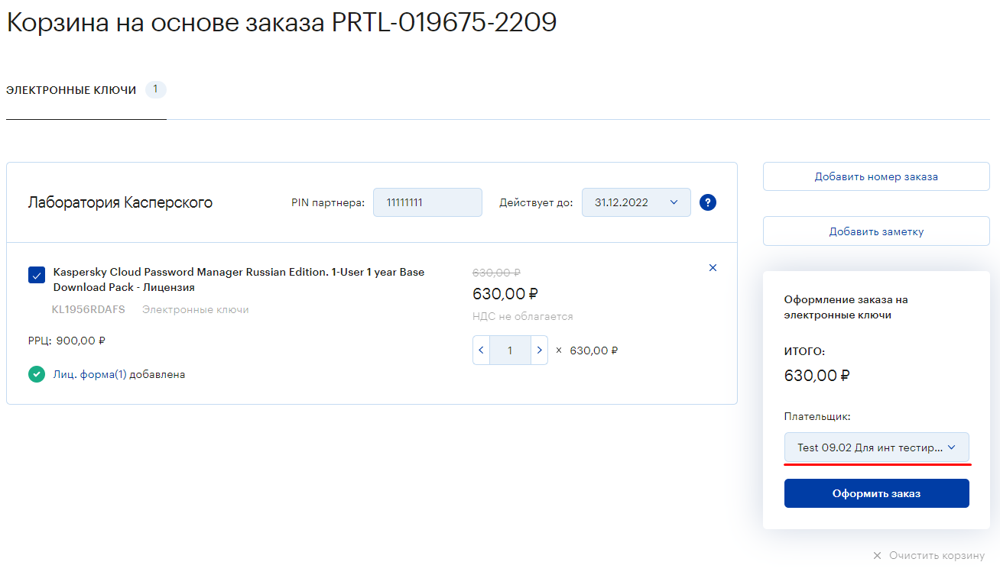 Корзина на основе заказа PRTL-019675-2209
ЭЛЕКТРОННЫЕ КЛЮЧИ 1
Лаборатория Касперского
PIN партнера: 11111111
Действует до: 31.12.2022
?
Kaspersky Cloud Password Manager Russian Edition. 1-User 1 year Base
Download Pack - Лицензия
KL1956RDAFS Электронные ключи
РРЦ: 900,00 ₽
Лиц. форма(1) добавлена
630,00 ₽
630,00 ₽
НДС не облагается
1 x 630,00 ₽
Добавить номер заказа
Добавить заметку
Оформление заказа на
электронные ключи
ИТОГО:
630,00 ₽
Плательщик:
Test 09.02 Для инт тестир...
Оформить заказ
Очистить корзину